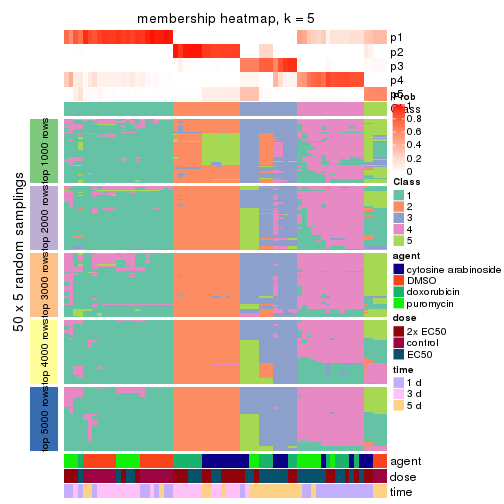 membership heatmap, k = 5
p1
p2
p3
p4
p5
Prob
1
0.8
0.6
0.4
0.2
0
Class
Class
1
2
3
4
5
agent
cytosine arabinoside
DMSO
doxorubicin
puromycin
dose
2x EC50
control
EC50
time
1 d
3 d
5 d
50 x 5 random samplings
top 1000 rows
top 2000 rows
top 3000 rows
top 4000 rows
top 5000 rows
agent
dose
time